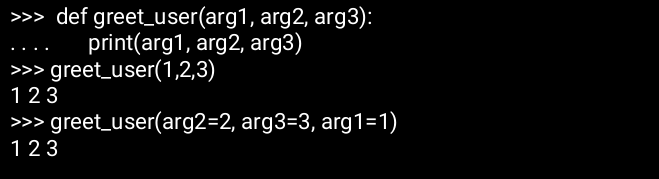 >>>  def greet_user(arg1, arg2, arg3):
. . . .      print(arg1, arg2, arg3)
>>> greet_user(1,2,3)
1 2 3
>>> greet_user(arg2=2, arg3=3, arg1=1)
1 2 3